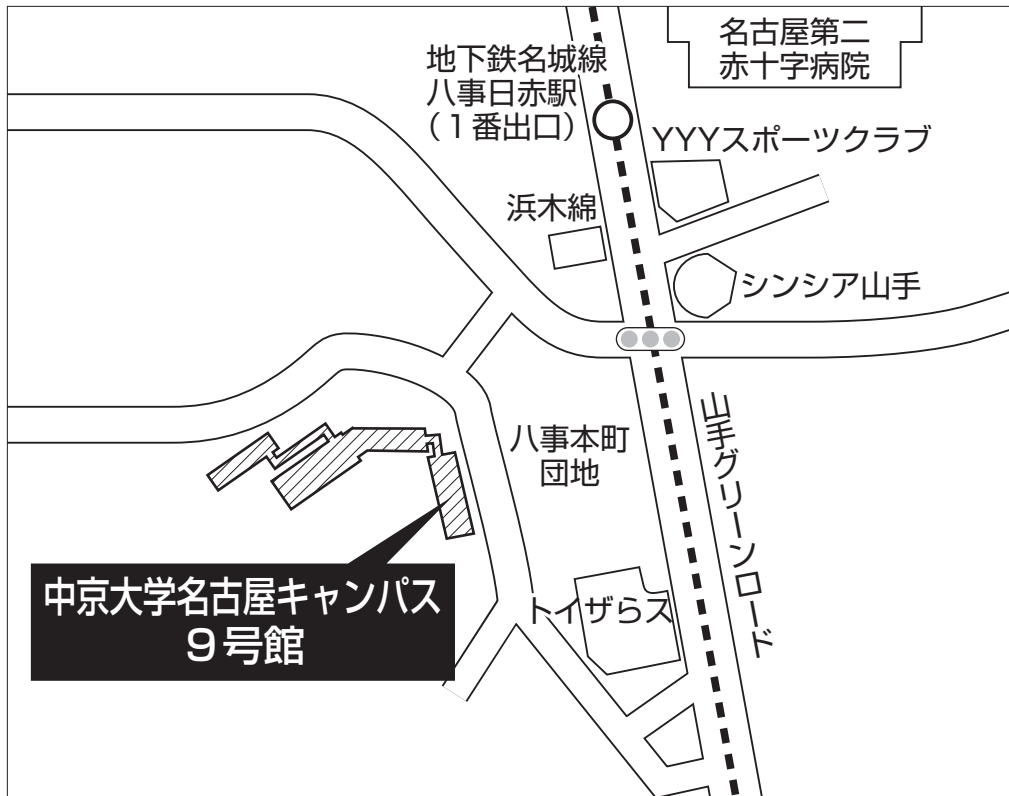 名古屋第二
赤十字病院
地下鉄名城線
八事日赤駅
（１番出口）
YYYスポーツクラブ
浜木綿
シンシア山手
山手グリーンロード
八事本町
団地
トイザらス
中京大学名古屋キャンパス
９号館